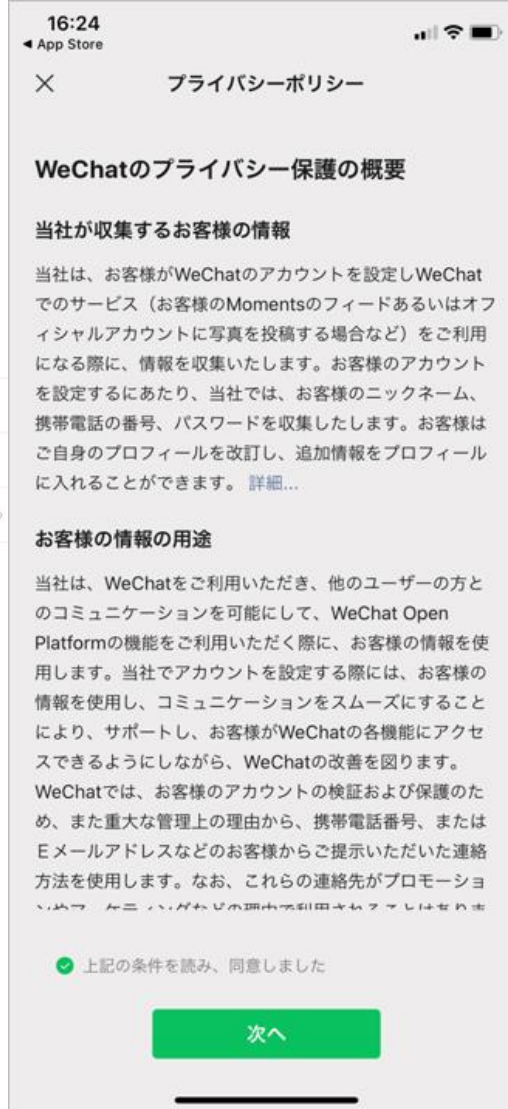 16:24
◀ App Store
プライバシーポリシー
WeChatのプライバシー保護の概要
当社が収集するお客様の情報
当社は、お客様がWeChatのアカウントを設定しWeChat
でのサービス（お客様のMomentsのフィードあるいはオフ
ィシャルアカウントに写真を投稿する場合など）をご利用
になる際に、情報を収集いたします。お客様のアカウント
を設定するにあたり、当社では、お客様のニックネーム、
携帯電話の番号、パスワードを収集したします。お客様は
ご自身のプロフィールを改訂し、追加情報をプロフィール
に入れることができます。 詳細...
お客様の情報の用途
当社は、WeChatをご利用いただき、他のユーザーの方と
のコミュニケーションを可能にして、WeChat Open
Platformの機能をご利用いただく際に、お客様の情報を使
用します。当社でアカウントを設定する際には、お客様の
情報を使用し、コミュニケーションをスムーズにすること
により、サポートし、お客様がWeChatの各機能にアクセ
スできるようにしながら、WeChatの改善を図ります。
WeChatでは、お客様のアカウントの検証および保護のた
め、また重大な管理上の理由から、携帯電話番号、または
Ｅメールアドレスなどのお客様からご提示いただいた連絡
方法を使用します。なお、これらの連絡先がプロモーショ
ンやマーケティングなどの理由で利用されることはありま
上記の条件を読み、同意しました
次へ